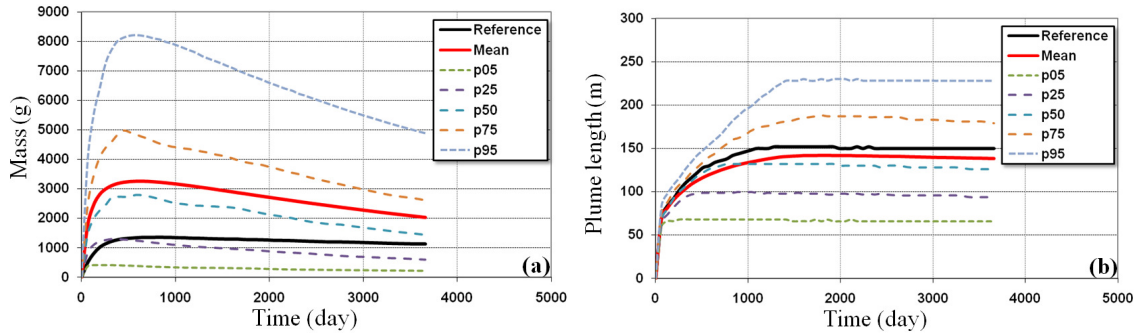 Mass (g)
9000
8000
7000
6000
5000
4000
3000
2000
1000
0
Reference
Mean
p05
p25
p50
p75
p95
(a)
0 1000 2000 3000 4000 5000
Time (day)
Plume length (m)
300
250
200
150
100
50
0
Reference
Mean
p05
p25
p50
p75
p95
(b)
0 1000 2000 3000 4000 5000
Time (day)